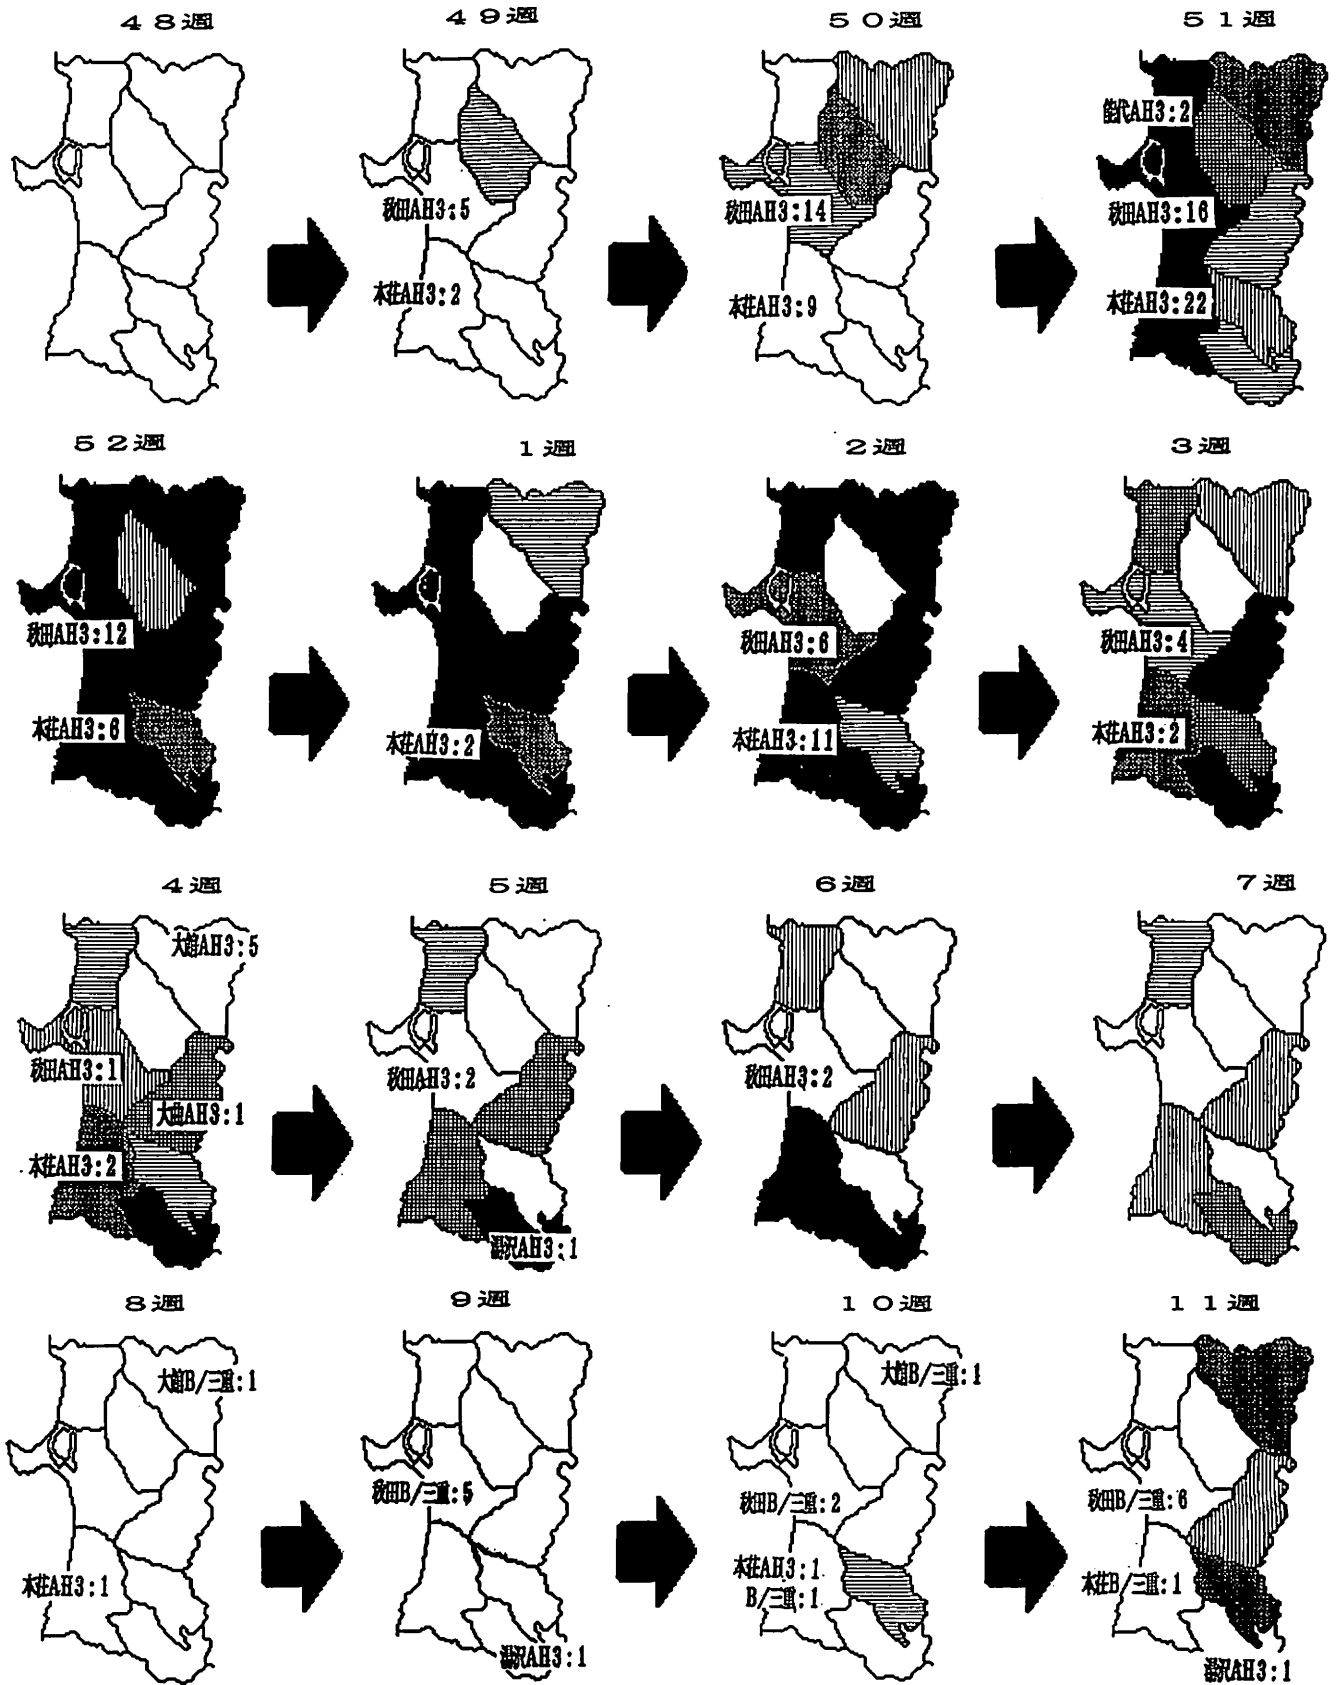 48週
49週
50週
51週
秋田AH3:5
本荘AH3:2
秋田AH3:14
本荘AH3:9
能代AH3:2
秋田AH3:16
本荘AH3:22
52週
1週
2週
3週
秋田AH3:12
本荘AH3:6
本荘AH3:2
秋田AH3:6
本荘AH3:11
秋田AH3:4
本荘AH3:2
4週
5週
6週
7週
大館AH3:5
秋田AH3:1
大曲AH3:1
本荘AH3:2
秋田AH3:2
湯沢AH3:1
秋田AH3:2
8週
9週
10週
11週
大館B/三重:1
本荘AH3:1
秋田B/三重:5
湯沢AH3:1
大館B/三重:1
秋田B/三重:2
本荘AH3:1
B/三重:1
秋田B/三重:6
本荘B/三重:1
湯沢AH3:1